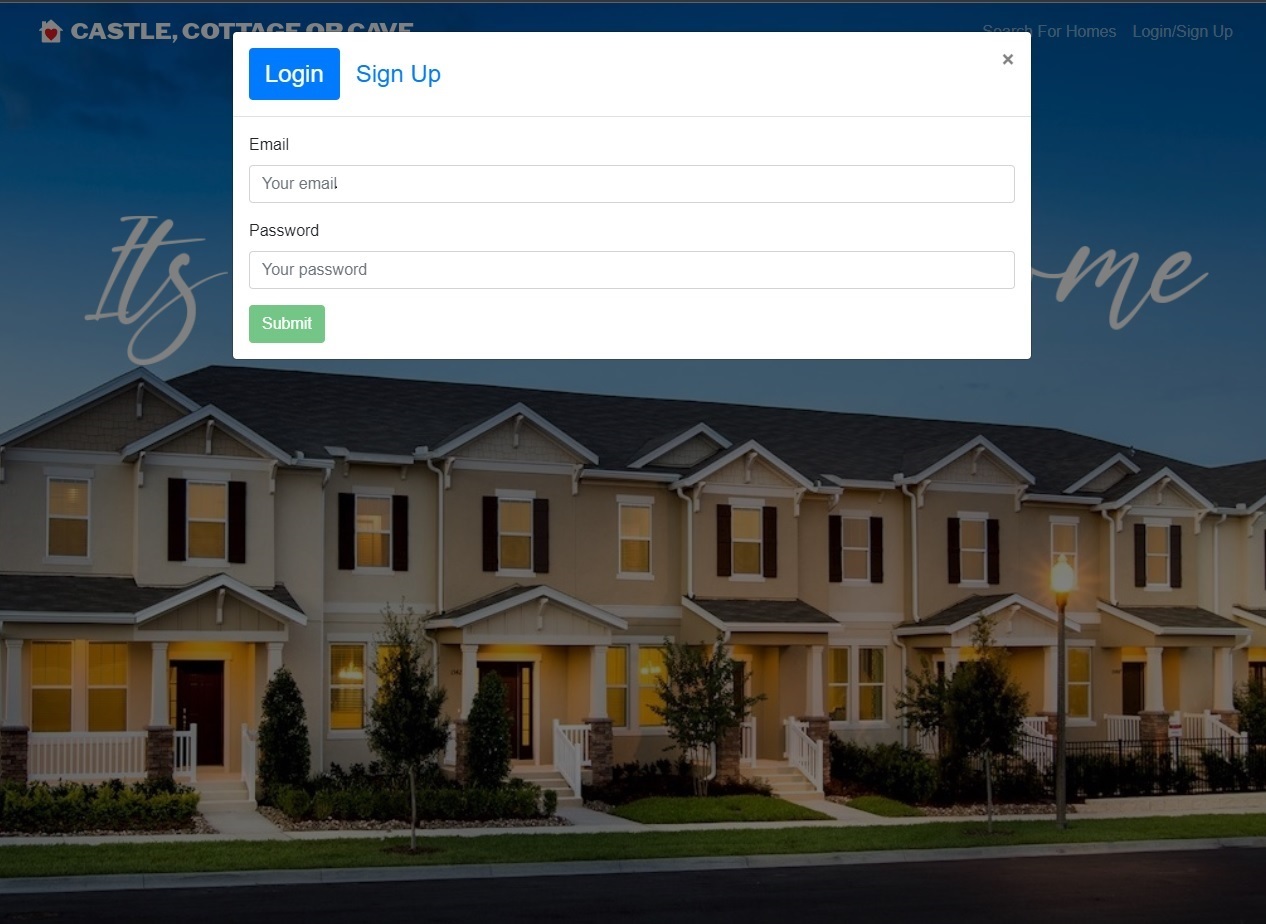 CASTLE, COTTAGE OR CAVE
Search For Homes
Login/Sign Up
Login
Sign Up
×
Email
Your email
Password
Your password
Submit
Its
me